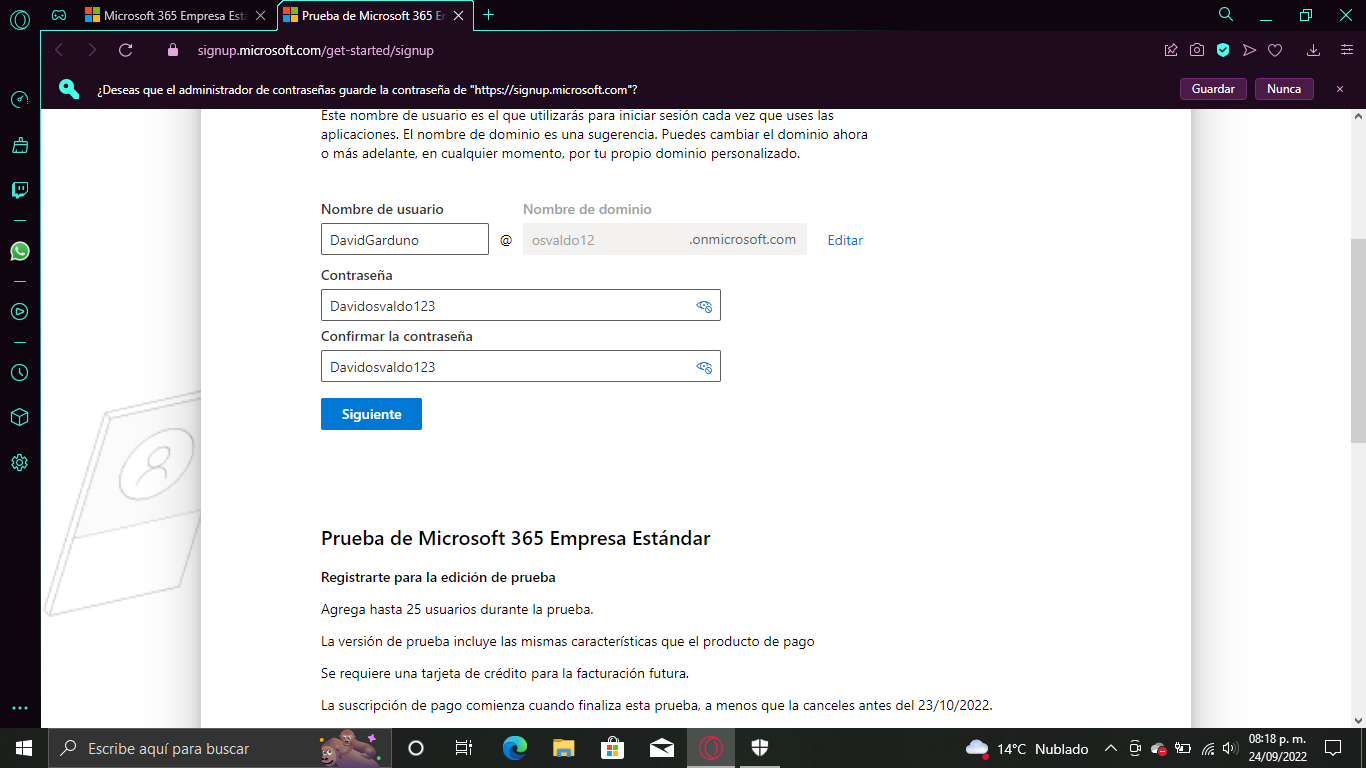 Microsoft 365 Empresa Está
Prueba de Microsoft 365 Er
signup.microsoft.com/get-started/signup
¿Deseas que el administrador de contraseñas guarde la contraseña de "https://signup.microsoft.com"?
Guardar
Nunca
Este nombre de usuario es el que utilizarás para iniciar sesión cada vez que uses las
aplicaciones. El nombre de dominio es una sugerencia. Puedes cambiar el dominio ahora
o más adelante, en cualquier momento, por tu propio dominio personalizado.
Nombre de usuario
Nombre de dominio
DavidGarduno
@
osvaldo12
.onmicrosoft.com
Editar
Contraseña
Davidosvaldo123
Confirmar la contraseña
Davidosvaldo123
Siguiente
Prueba de Microsoft 365 Empresa Estándar
Registrarte para la edición de prueba
Agrega hasta 25 usuarios durante la prueba.
La versión de prueba incluye las mismas características que el producto de pago
Se requiere una tarjeta de crédito para la facturación futura.
La suscripción de pago comienza cuando finaliza esta prueba, a menos que la canceles antes del 23/10/2022.
Escribe aquí para buscar
14°C Nublado
08:18 p. m.
24/09/2022